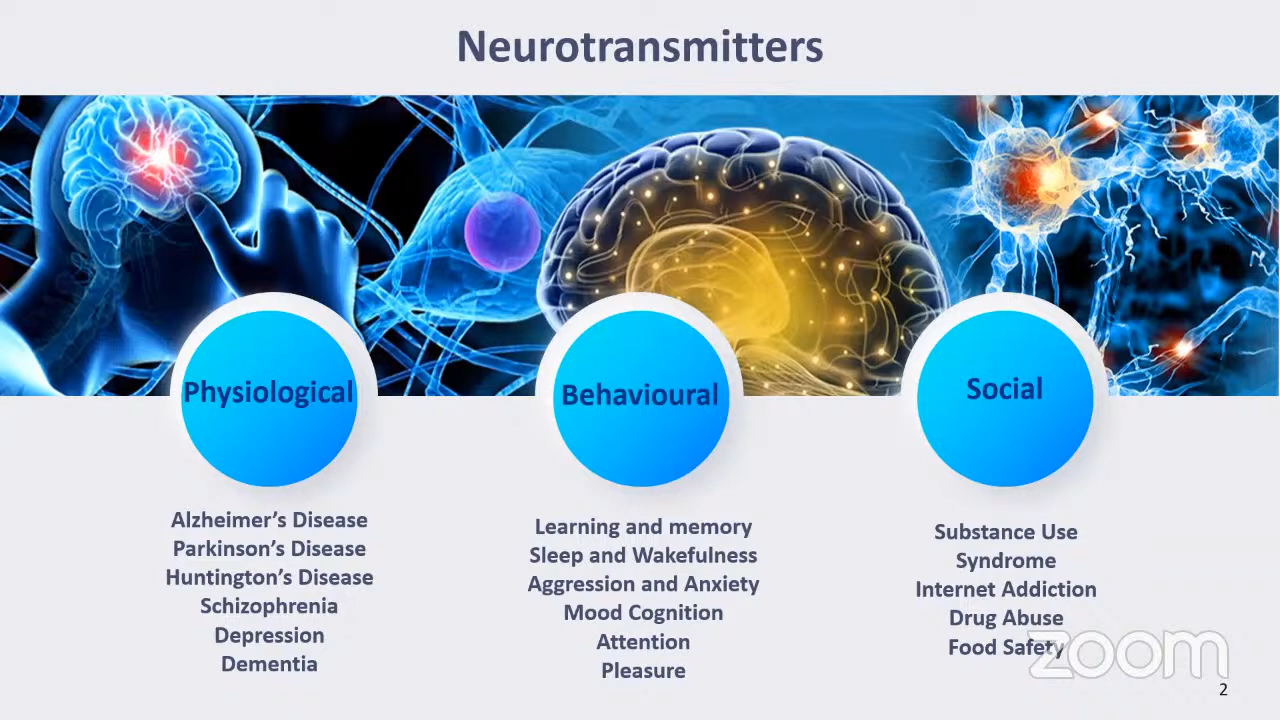 Neurotransmitters
Physiological
Alzheimer's Disease
Parkinson's Disease
Huntington's Disease
Schizophrenia
Depression
Dementia
Behavioural
Learning and memory
Sleep and Wakefulness
Aggression and Anxiety
Mood Cognition
Attention
Pleasure
Social
Substance Use
Syndrome
Internet Addiction
Drug Abuse
Food Safety
zoom
2